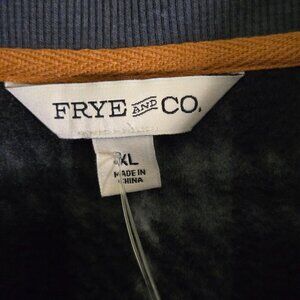 FRYE AND CO.
XL
MADE IN
CHINA